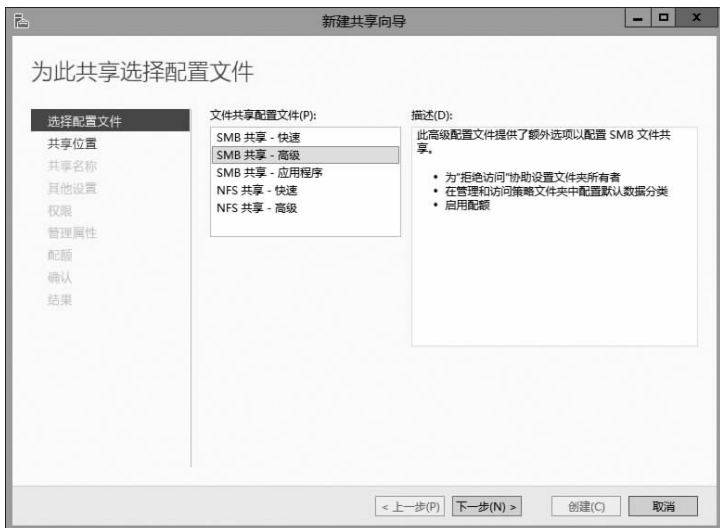 新建共享向导
为此共享选择配置文件
选择配置文件
共享位置
共享名称
其他设置
权限
管理属性
配额
确认
结果
文件共享配置文件(P):
SMB 共享 - 快速
SMB 共享 - 高级
SMB 共享 - 应用程序
NFS 共享 - 快速
NFS 共享 - 高级
描述(D):
此高级配置文件提供了额外选项以配置 SMB 文件共
享。
• 为"拒绝访问"协助设置文件夹所有者
• 在管理和访问策略文件夹中配置默认数据分类
• 启用配额
< 上一步(P)
下一步(N) >
创建(C)
取消